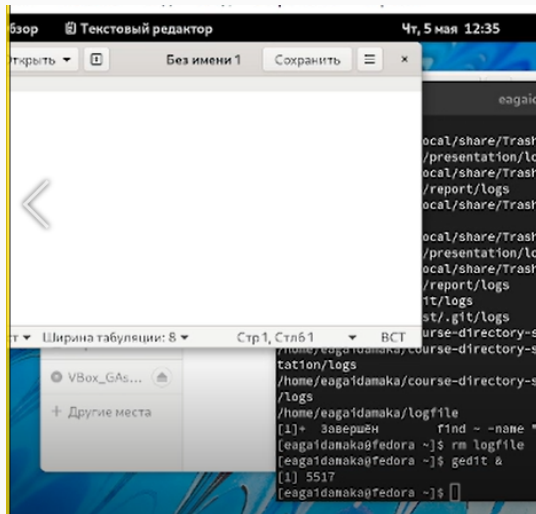 бзор Текстовый редактор Чт, 5 мая 12:35
Открыть Без имени 1 Сохранить
Ширина табуляции: 8 Стр 1, Стлб 1 ВСТ
VBox_GAs...
+ Другие места
eagaid
ocal/share/Trash
/presentation/lo
ocal/share/Trash
/report/logs
ocal/share/Trash
ocal/share/Trash
/presentation/lo
ocal/share/Trash
/report/logs
it/logs
st/.git/logs
urse-directory-s
/home/eagaidamaka/course-directory-s
tation/logs
/home/eagaidamaka/course-directory-s
/logs
/home/eagaidamaka/logfile
[1]+ Завершён find ~ -name "
[eagaidamaka@fedora ~]$ rm logfile
[eagaidamaka@fedora ~]$ gedit &
[1] 5517
[eagaidamaka@fedora ~]$